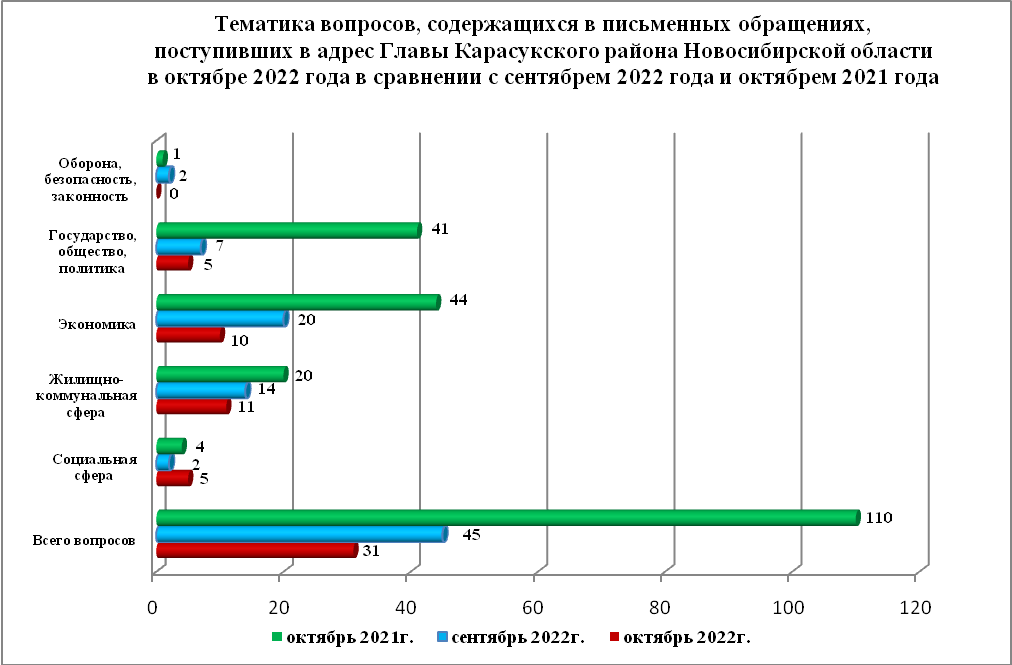 Тематика вопросов, содержащихся в письменных обращениях,
поступивших в адрес Главы Карасукского района Новосибирской области
в октябре 2022 года в сравнении с сентябрем 2022 года и октябрем 2021 года
Оборона,
безопасность,
законность
1
2
0
Государство,
общество,
политика
41
7
5
Экономика
44
20
10
Жилищно-
коммунальная
сфера
20
14
11
Социальная
сфера
4
2
5
Всего вопросов
110
45
31
0 20 40 60 80 100 120
октябрь 2021г. сентябрь 2022г. октябрь 2022г.